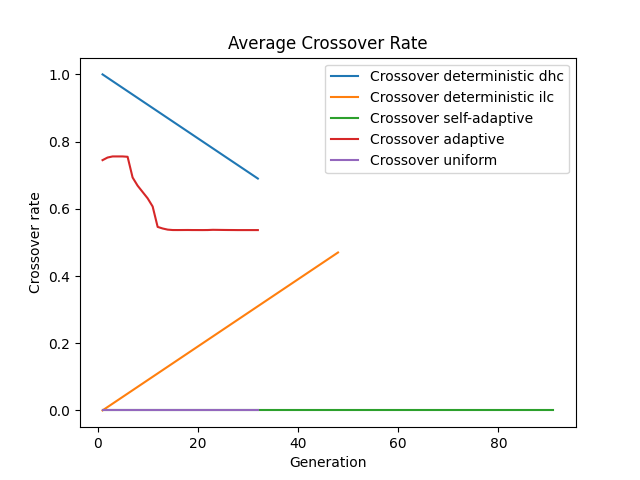 Average Crossover Rate
Crossover deterministic dhc
Crossover deterministic ilc
Crossover self-adaptive
Crossover adaptive
Crossover uniform
Crossover rate
1.0
0.8
0.6
0.4
0.2
0.0
0 20 40 60 80
Generation